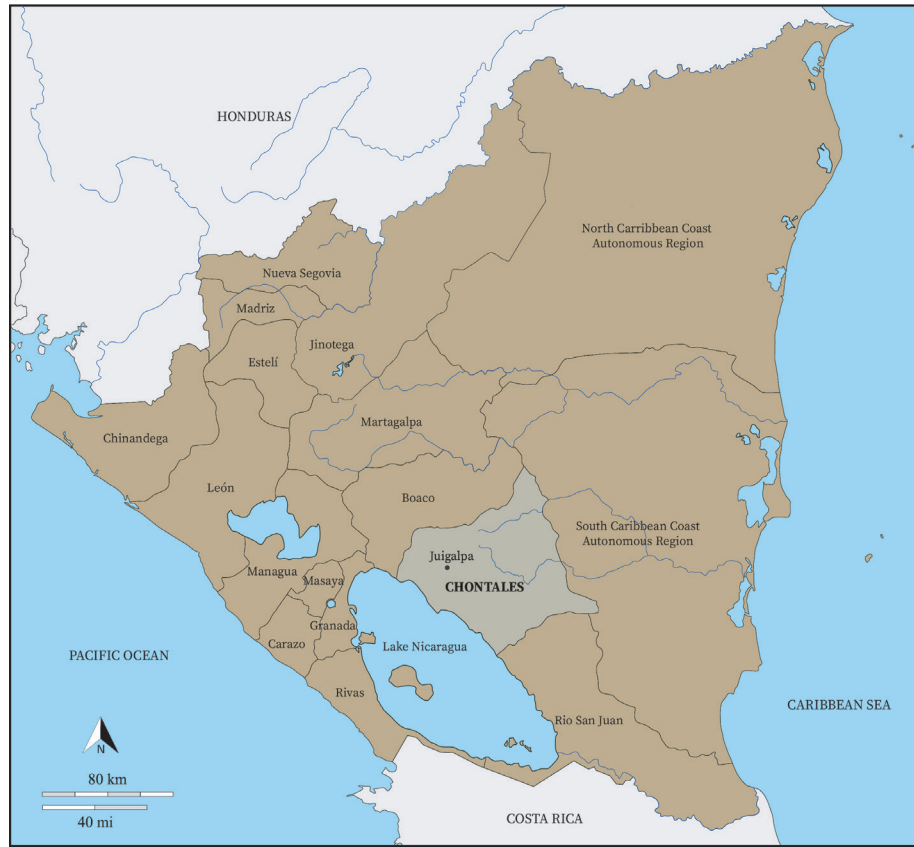 HONDURAS
North Carribbean Coast
Autonomous Region
Nueva Segovia
Madriz
Jinotega
Estelí
Martagalpa
Chinandega
León
Boaco
South Caribbean Coast
Autonomous Region
Juigalpa
Managua
Masaya
CHONTALES
Granada
Carazo
Lake Nicaragua
PACIFIC OCEAN
Rivas
CARIBBEAN SEA
Rio San Juan
N
80 km
40 mi
COSTA RICA